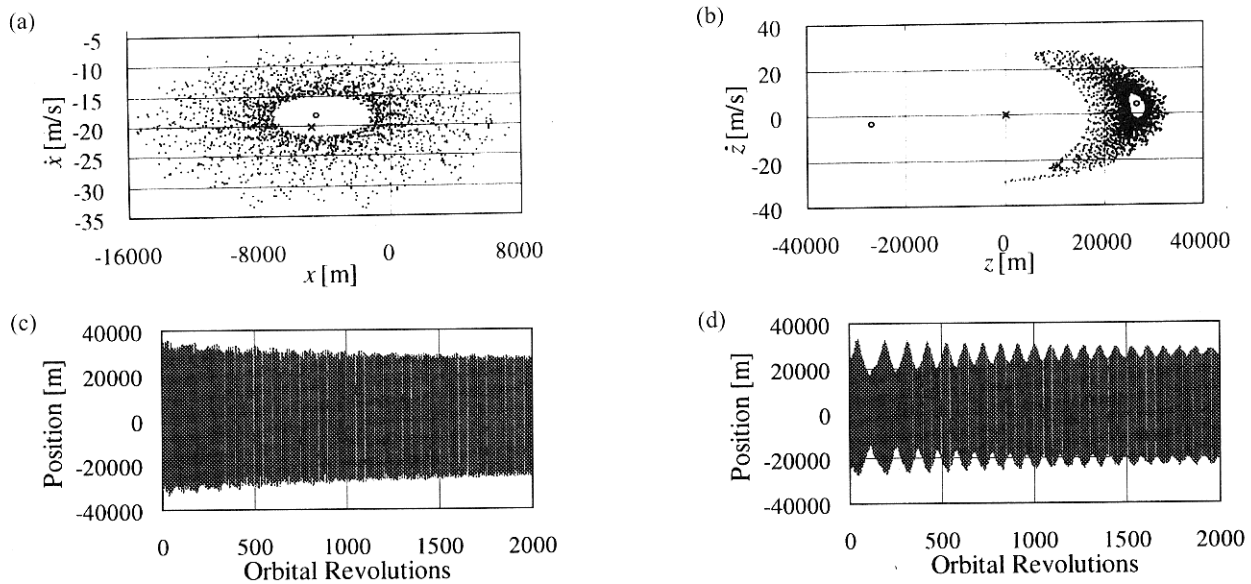 (a)
-5
-10
-15
-20
-25
-30
-35
ẋ [m/s]
-16000 -8000 0 8000
x [m]
(b)
40
20
0
-20
-40
ż [m/s]
-40000 -20000 0 20000 40000
z [m]
(c)
40000
20000
0
-20000
-40000
Position [m]
0 500 1000 1500 2000
Orbital Revolutions
(d)
40000
20000
0
-20000
-40000
Position [m]
0 500 1000 1500 2000
Orbital Revolutions